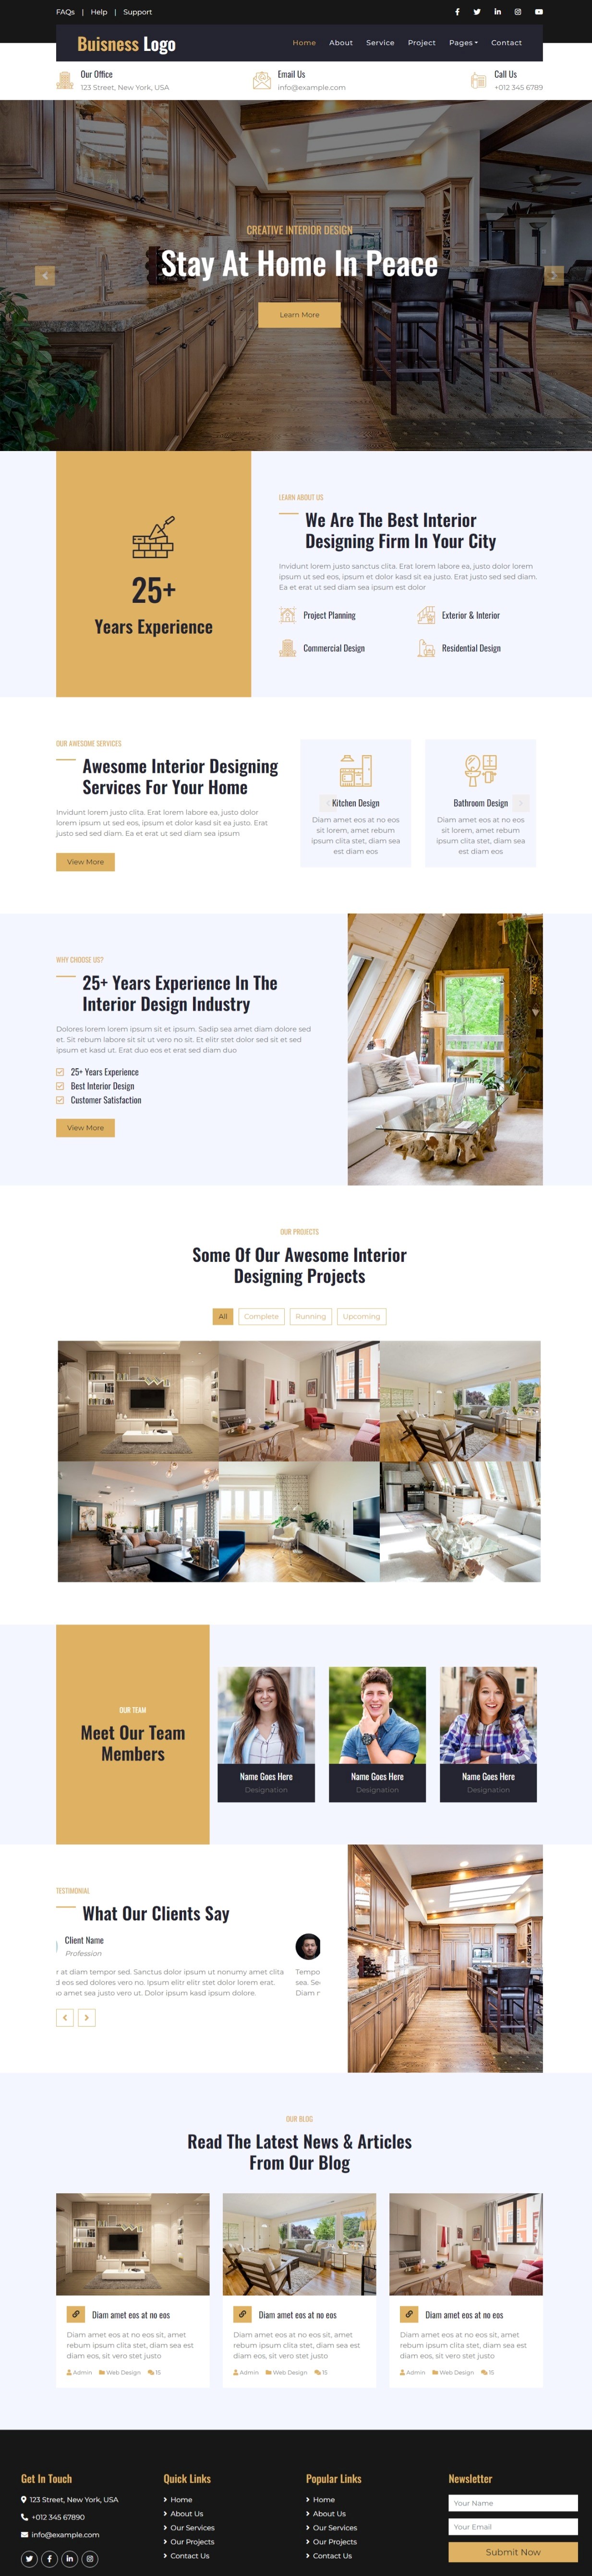 FAQs | Help | Support
Buisness Logo
Home About Service Project Pages Contact
Our Office
123 Street, New York, USA
Email Us
info@example.com
Call Us
+012 345 6789
CREATIVE INTERIOR DESIGN
Stay At Home In Peace
Learn More
25+
Years Experience
LEARN ABOUT US
We Are The Best Interior
Designing Firm In Your City
Invidunt lorem justo sanctus clita. Erat lorem labore ea, justo dolor lorem
ipsum ut sed eos, ipsum et dolor kasd sit ea justo. Erat justo sed sed diam.
Ea et erat ut sed diam sea ipsum est dolor
Project Planning
Exterior & Interior
Commercial Design
Residential Design
OUR AWESOME SERVICES
Awesome Interior Designing
Services For Your Home
Invidunt lorem justo clita. Erat lorem labore ea, justo dolor
lorem ipsum ut sed eos, ipsum et dolor kasd sit ea justo. Erat
justo sed sed diam. Ea et erat ut sed diam sea ipsum
View More
Kitchen Design
Diam amet eos at no eos
sit lorem, amet rebum
ipsum clita stet, diam sea
est diam eos
Bathroom Design
Diam amet eos at no eos
sit lorem, amet rebum
ipsum clita stet, diam sea
est diam eos
WHY CHOOSE US?
25+ Years Experience In The
Interior Design Industry
Dolores lorem lorem ipsum sit et ipsum. Sadip sea amet diam dolore sed
et. Sit rebum labore sit sit ut vero no sit. Et elitr stet dolor sed sit et sed
ipsum et kasd ut. Erat duo eos et erat sed diam duo
25+ Years Experience
Best Interior Design
Customer Satisfaction
View More
OUR PROJECTS
Some Of Our Awesome Interior
Designing Projects
All Complete Running Upcoming
OUR TEAM
Meet Our Team
Members
Name Goes Here
Designation
Name Goes Here
Designation
Name Goes Here
Designation
TESTIMONIAL
What Our Clients Say
Client Name
Profession
r at diam tempor sed. Sanctus dolor ipsum ut nonumy amet clita
d eos sed dolores vero no. Ipsum elitr elitr stet dolor lorem erat.
o amet sea justo vero ut. Dolor ipsum kasd ipsum dolore.
Tempo
sea. Se
Diam
OUR BLOG
Read The Latest News & Articles
From Our Blog
Diam amet eos at no eos
Diam amet eos at no eos sit, amet
rebum ipsum clita stet, diam sea est
diam eos, sit vero stet justo
Admin Web Design 15
Diam amet eos at no eos
Diam amet eos at no eos sit, amet
rebum ipsum clita stet, diam sea est
diam eos, sit vero stet justo
Admin Web Design 15
Diam amet eos at no eos
Diam amet eos at no eos sit, amet
rebum ipsum clita stet, diam sea est
diam eos, sit vero stet justo
Admin Web Design 15
Get In Touch
123 Street, New York, USA
+012 345 67890
info@example.com
Quick Links
Home
About Us
Our Services
Our Projects
Contact Us
Popular Links
Home
About Us
Our Services
Our Projects
Contact Us
Newsletter
Your Name
Your Email
Submit Now